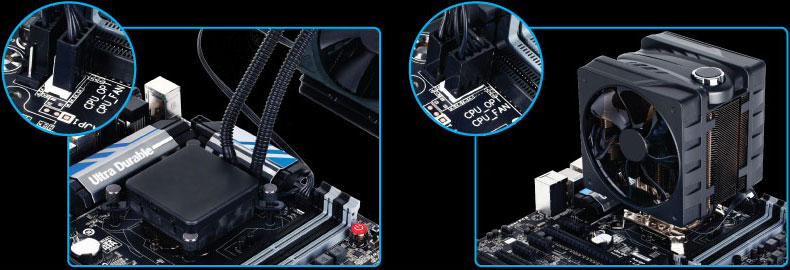 CPU_OPT
CPU_FAN
Ultra Durable
CPU_OPT
CPU_FAN